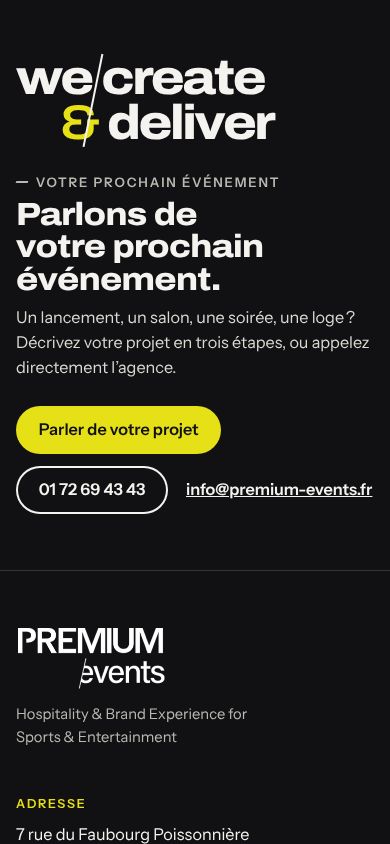 we/create
& deliver
— VOTRE PROCHAIN ÉVÉNEMENT
Parlons de
votre prochain
événement.
Un lancement, un salon, une soirée, une loge ?
Décrivez votre projet en trois étapes, ou appelez
directement l’agence.
Parler de votre projet
01 72 69 43 43
info@premium-events.fr
PREMIUM
/events
Hospitality & Brand Experience for
Sports & Entertainment
ADRESSE
7 rue du Faubourg Poissonnière